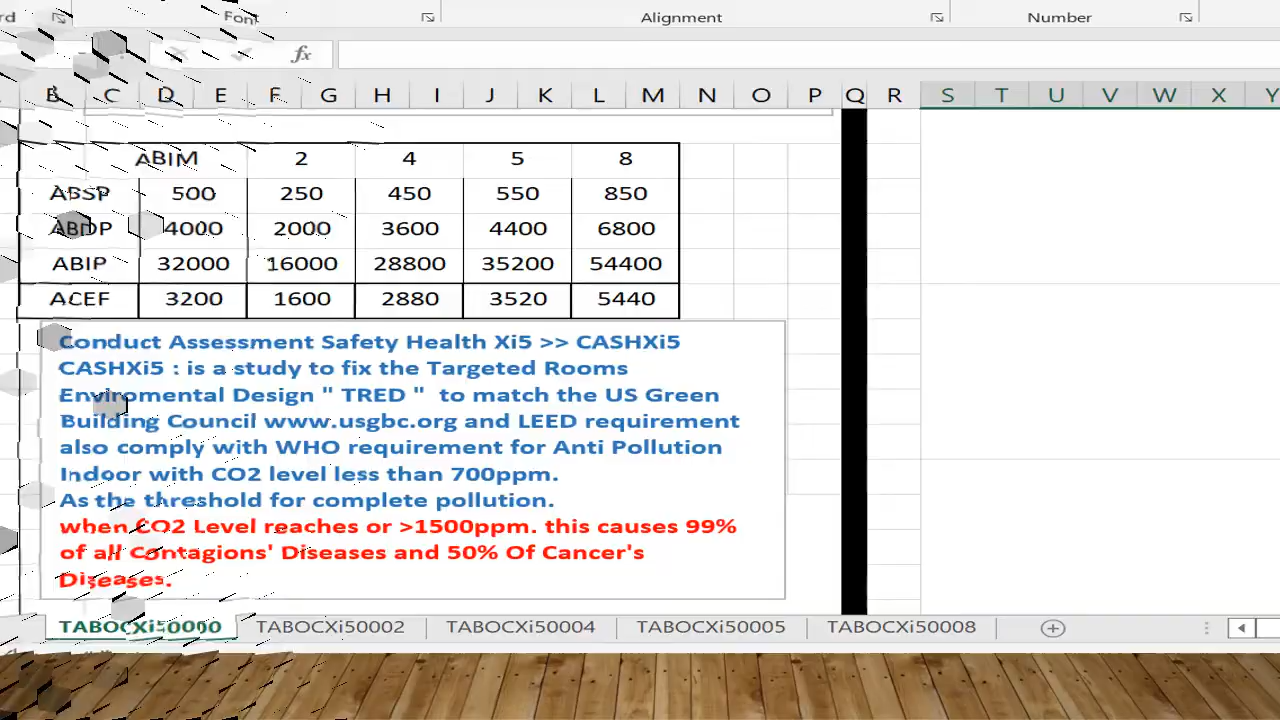 Font Alignment Number
fx
B C D E F G H I J K L M N O P Q R S T U V W X Y
ABIM 2 4 5 8
ABSP 500 250 450 550 850
ABDP 4000 2000 3600 4400 6800
ABIP 32000 16000 28800 35200 54400
ACEF 3200 1600 2880 3520 5440
Conduct Assessment Safety Health Xi5 >> CASHXi5
CASHXi5 : is a study to fix the Targeted Rooms
Enviromental Design " TRED " to match the US Green
Building Council www.usgbc.org and LEED requirement
also comply with WHO requirement for Anti Pollution
Indoor with CO2 level less than 700ppm.
As the threshold for complete pollution.
when CO2 Level reaches or >1500ppm. this causes 99%
of all Contagions' Diseases and 50% Of Cancer's
Diseases.
TABOCXi50000 TABOCXi50002 TABOCXi50004 TABOCXi50005 TABOCXi50008